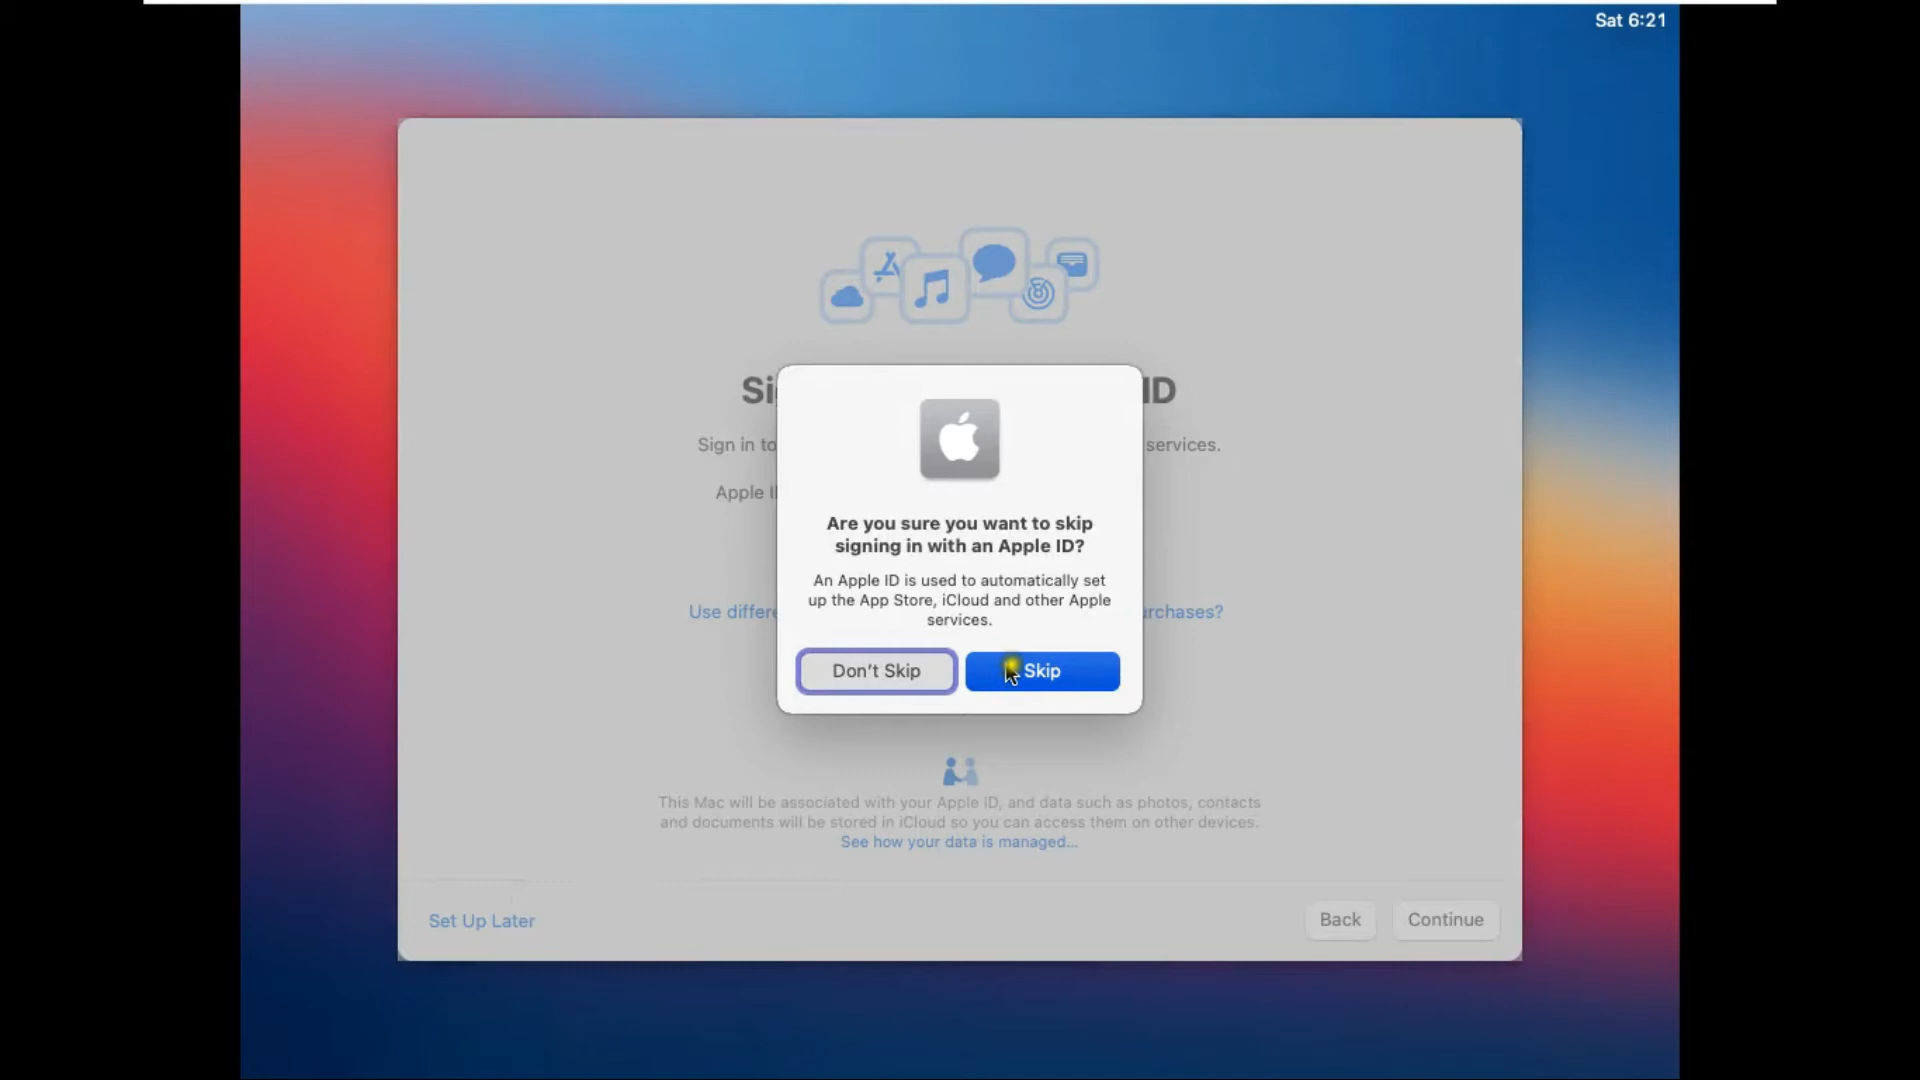 Sat 6:21
Si ID
Sign in to services.
Apple I
Are you sure you want to skip
signing in with an Apple ID?
An Apple ID is used to automatically set
up the App Store, iCloud and other Apple
services.
Use differe urchases?
Don't Skip
Skip
This Mac will be associated with your Apple ID, and data such as photos, contacts
and documents will be stored in iCloud so you can access them on other devices.
See how your data is managed...
Set Up Later
Back
Continue